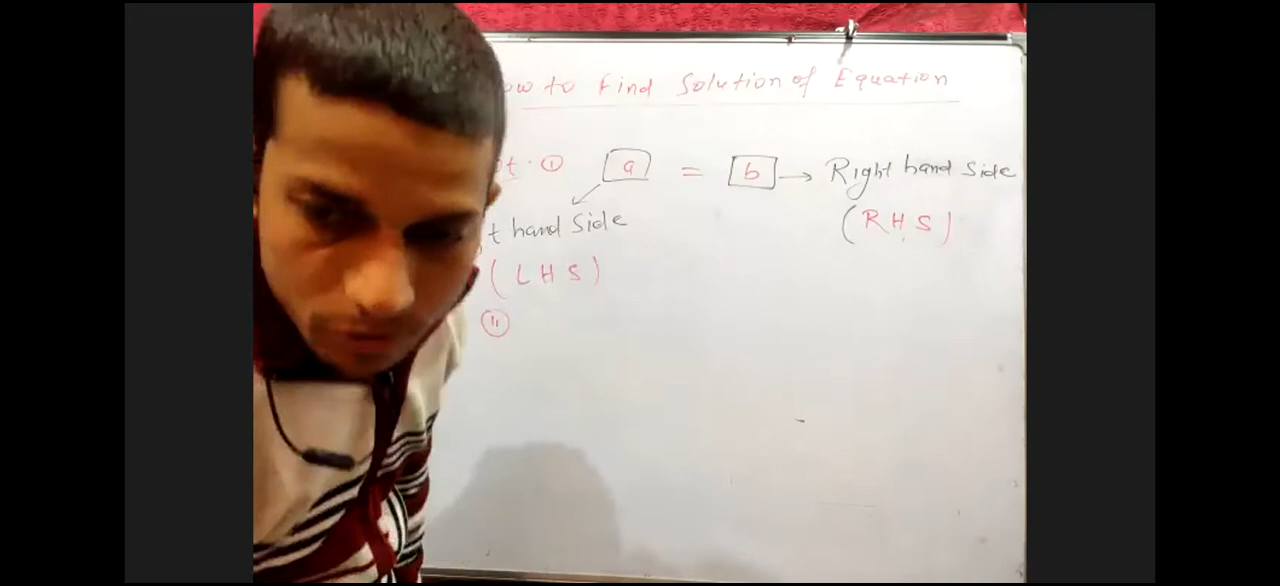 ow to Find Solution of Equation
t. ① a = b → Right hand side
t hand side (RHS)
(LHS)
⑪